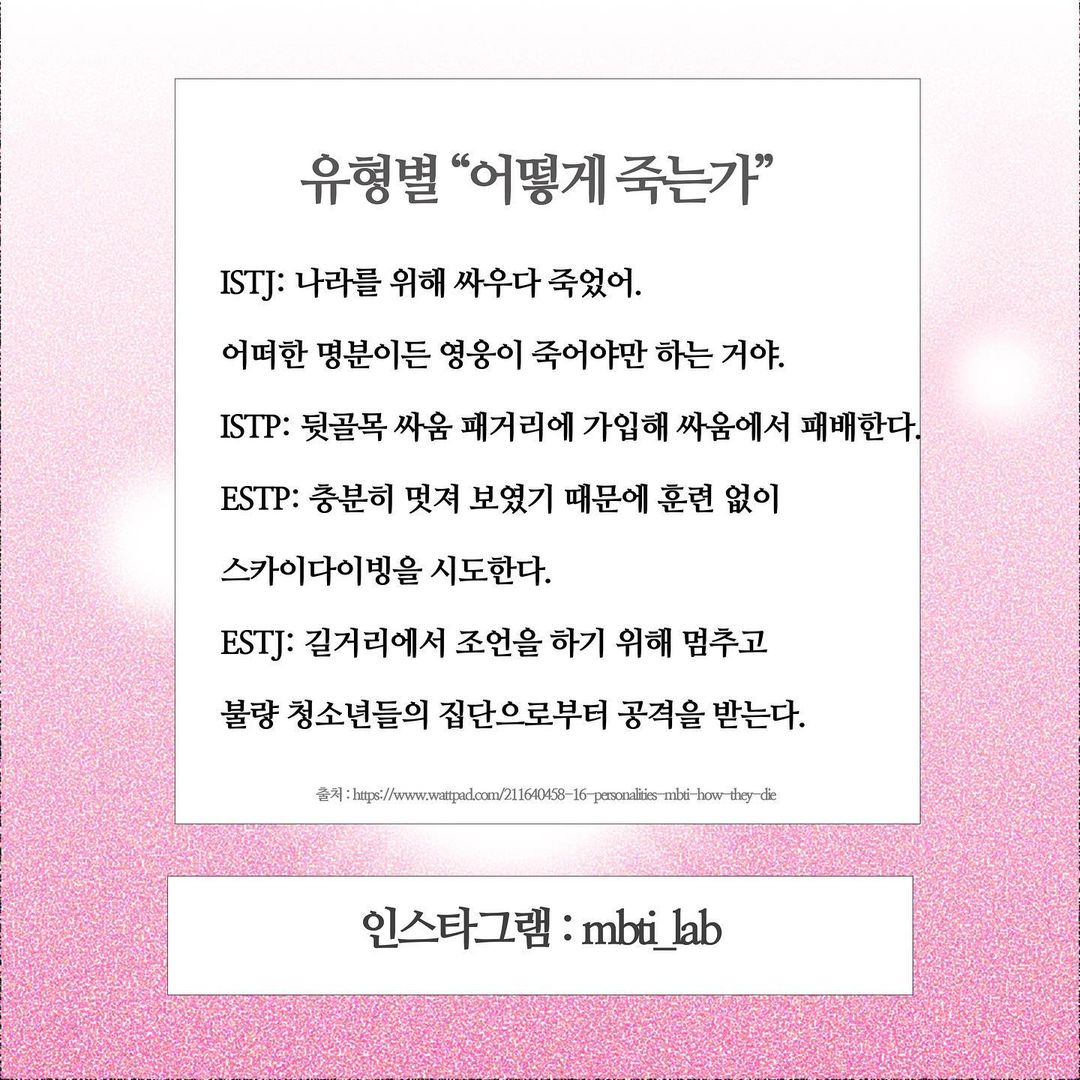 유형별 “어떻게 죽는가”
ISTJ: 나라를 위해 싸우다 죽었어.
어떠한 명분이든 영웅이 죽어야만 하는 거야.
ISTP: 뒷골목 싸움 패거리에 가입해 싸움에서 패배한다.
ESTP: 충분히 멋져 보였기 때문에 훈련 없이
스카이다이빙을 시도한다.
ESTJ: 길거리에서 조언을 하기 위해 멈추고
불량 청소년들의 집단으로부터 공격을 받는다.
출처 : https://www.wattpad.com/211640458-16-personalities-mbti-how-they-die
인스타그램 : mbti_lab